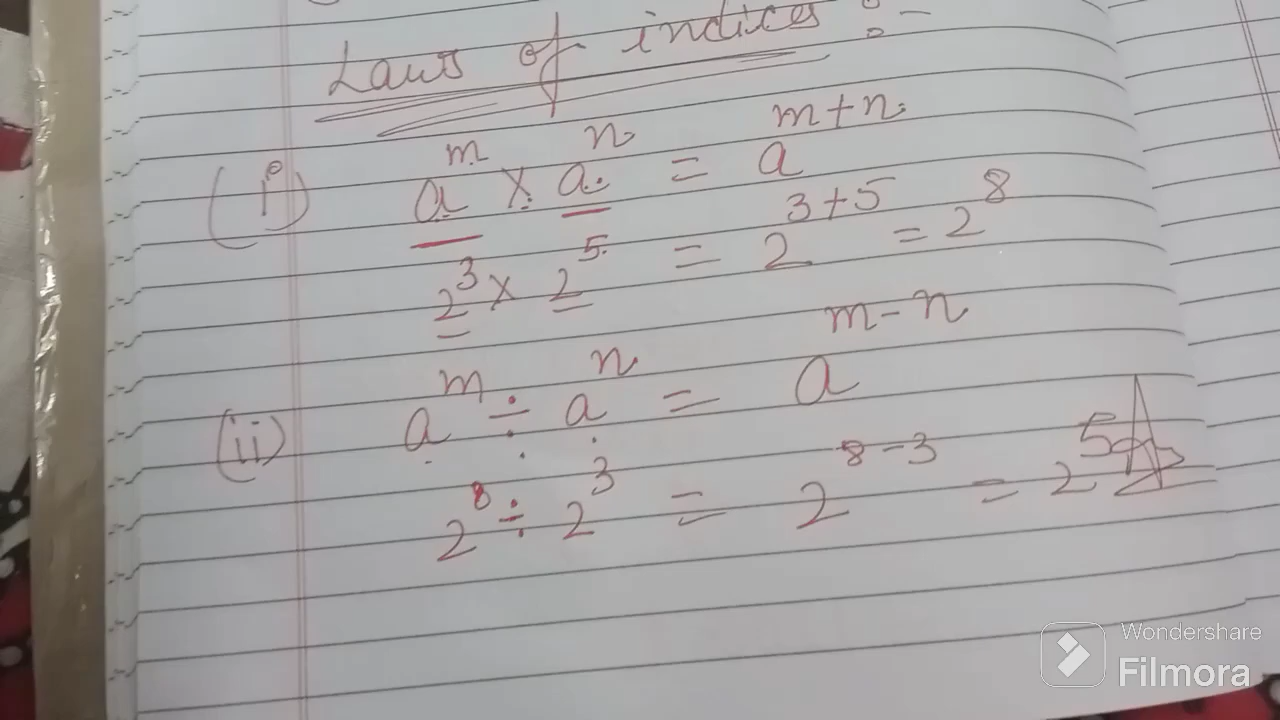 Laws of indices :-
(i) a^m × a^n = a^m+n
2^3 × 2^5 = 2^3+5 = 2^8
(ii) a^m ÷ a^n = a^m-n
2^8 ÷ 2^3 = 2^8-3 = 2^5
Wondershare
Filmora